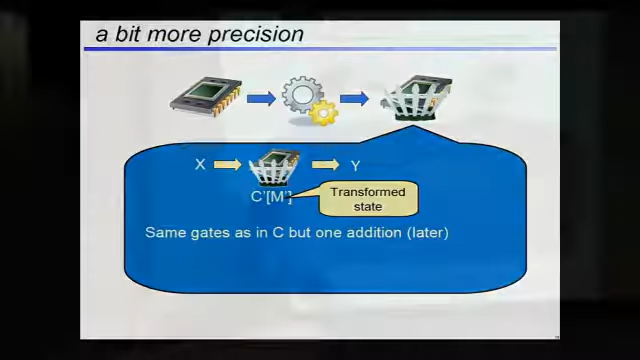 a bit more precision
X
Y
C'[M']
Transformed
state
Same gates as in C but one addition (later)